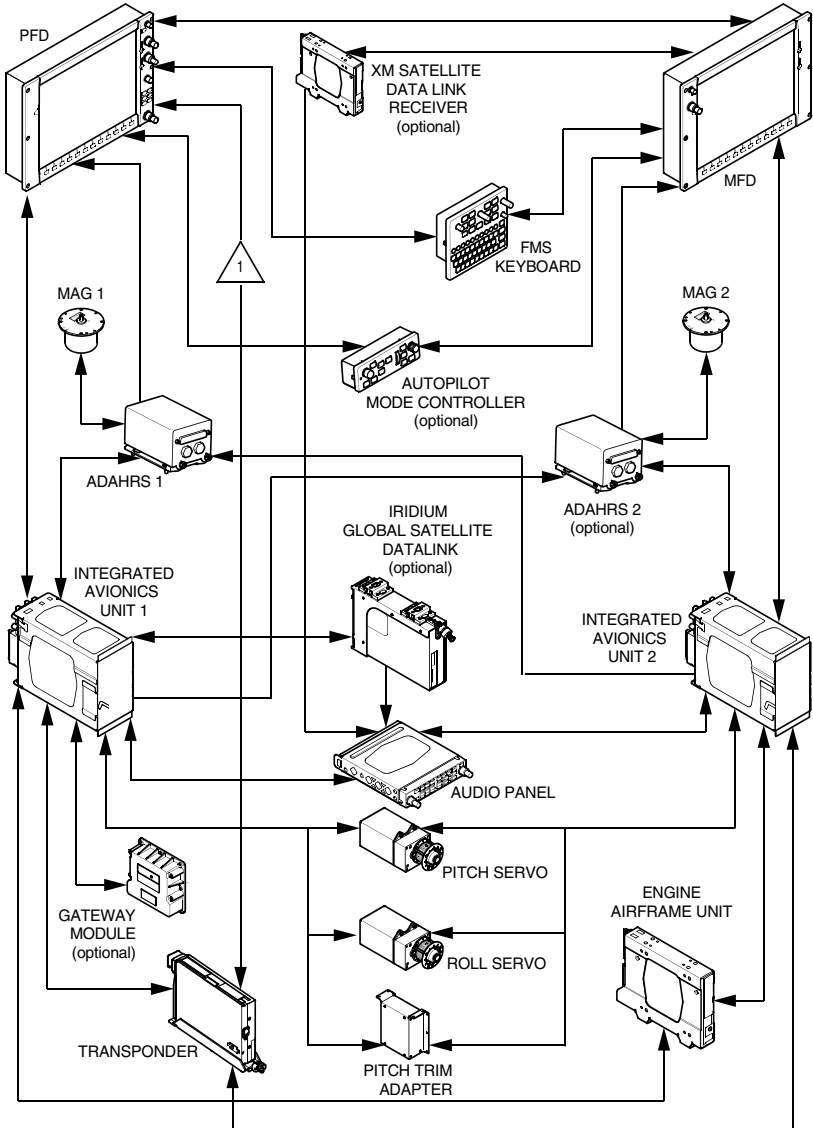 PFD
XM SATELLITE
DATA LINK
RECEIVER
(optional)
MFD
FMS
KEYBOARD
1
MAG 1
MAG 2
AUTOPILOT
MODE CONTROLLER
(optional)
ADAHRS 1
ADAHRS 2
(optional)
IRIDIUM
GLOBAL SATELLITE
DATALINK
(optional)
INTEGRATED
AVIONICS
UNIT 1
INTEGRATED
AVIONICS
UNIT 2
AUDIO PANEL
PITCH SERVO
ENGINE
AIRFRAME UNIT
GATEWAY
MODULE
(optional)
ROLL SERVO
TRANSPONDER
PITCH TRIM
ADAPTER